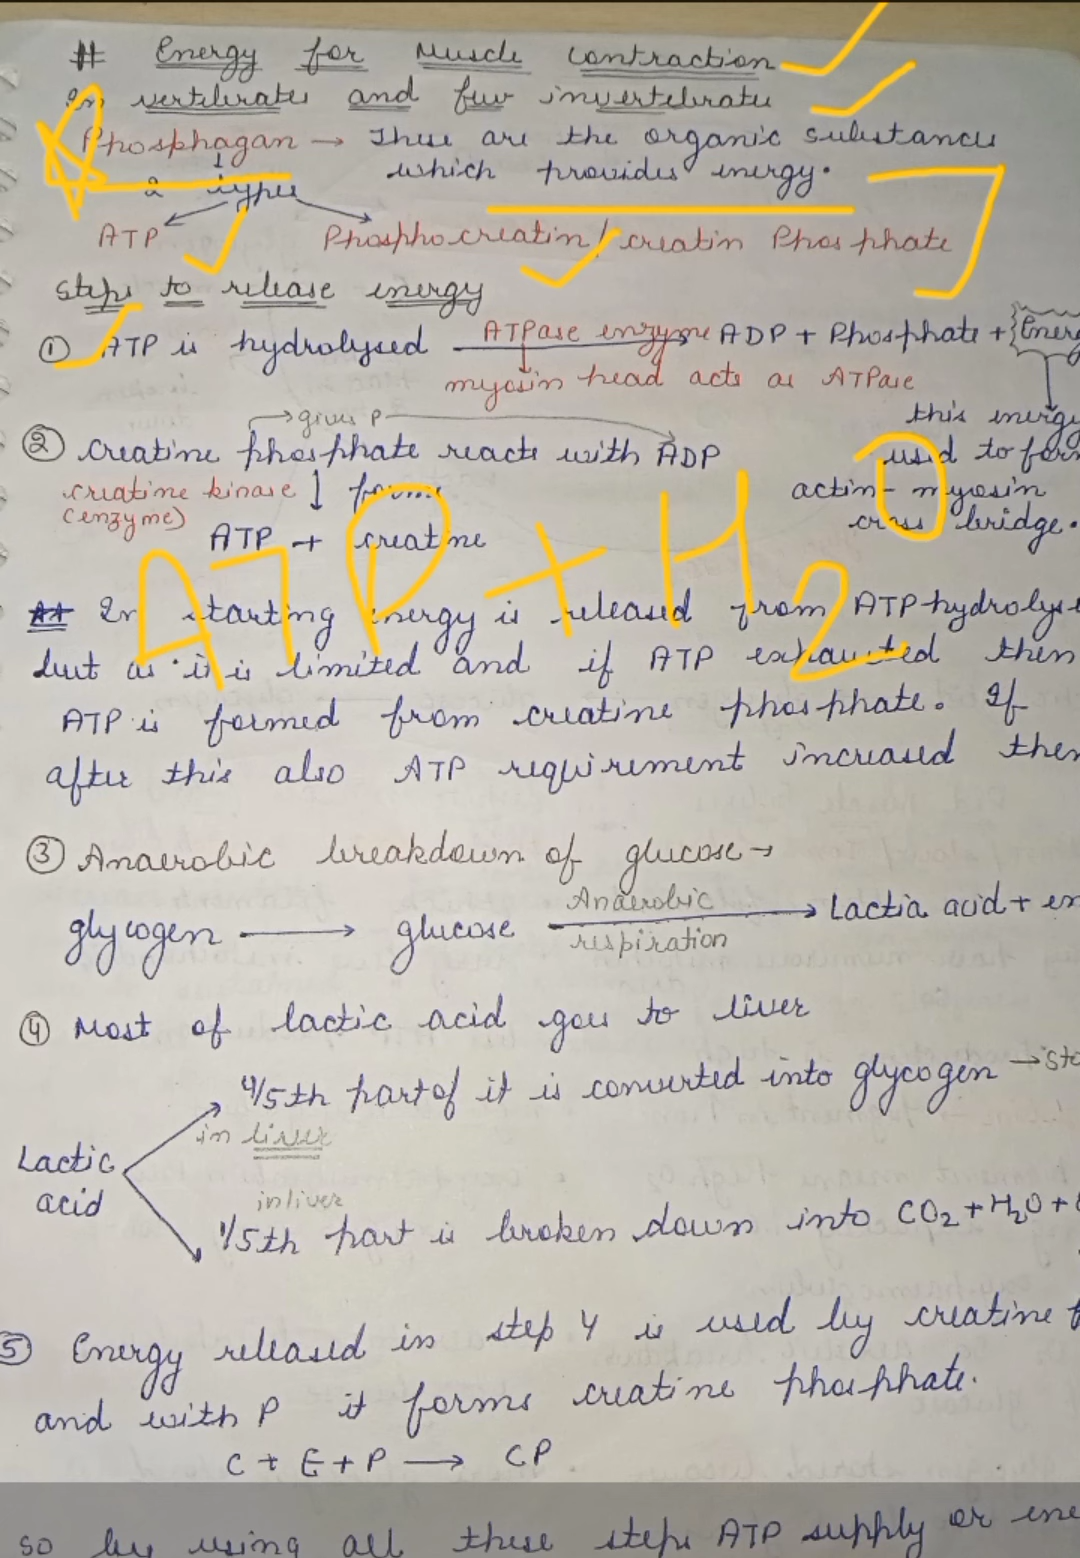 # Energy for Muscle Contraction
In vertebrates and few invertebrates
Phosphagan → These are the organic substances
which provides energy.
2 types
ATP Phosphocreatin / creatin Phosphate
Steps to release energy
① ATP is hydrolysed ATPase enzyme ADP + Phosphate + {Energ
myosin head acts as ATPase
this energy
used to form
actin - myosin
cross bridge.
→ gives P
② Creatine phosphate reacts with ADP
creatine kinase ↓ forms
(enzyme)
ATP + creatine
ATP + H2O
** In starting energy is released from ATP hydrolyse
but as it is limited and if ATP exhausted then
ATP is formed from creatine phosphate. If
after this also ATP requirement increased then
③ Anaerobic breakdown of glucose →
glycogen → glucose Anaerobic respiration → Lactia acid + en
④ Most of lactic acid goes to liver
4/5th part of it is converted into glycogen → sto
in liver
Lactic acid
in liver
1/5th part is broken down into CO2 + H2O +
⑤ Energy released in step 4 is used by creatine
and with P it forms creatine phosphate.
C + E + P → CP
so by using all these steps ATP supply or ene